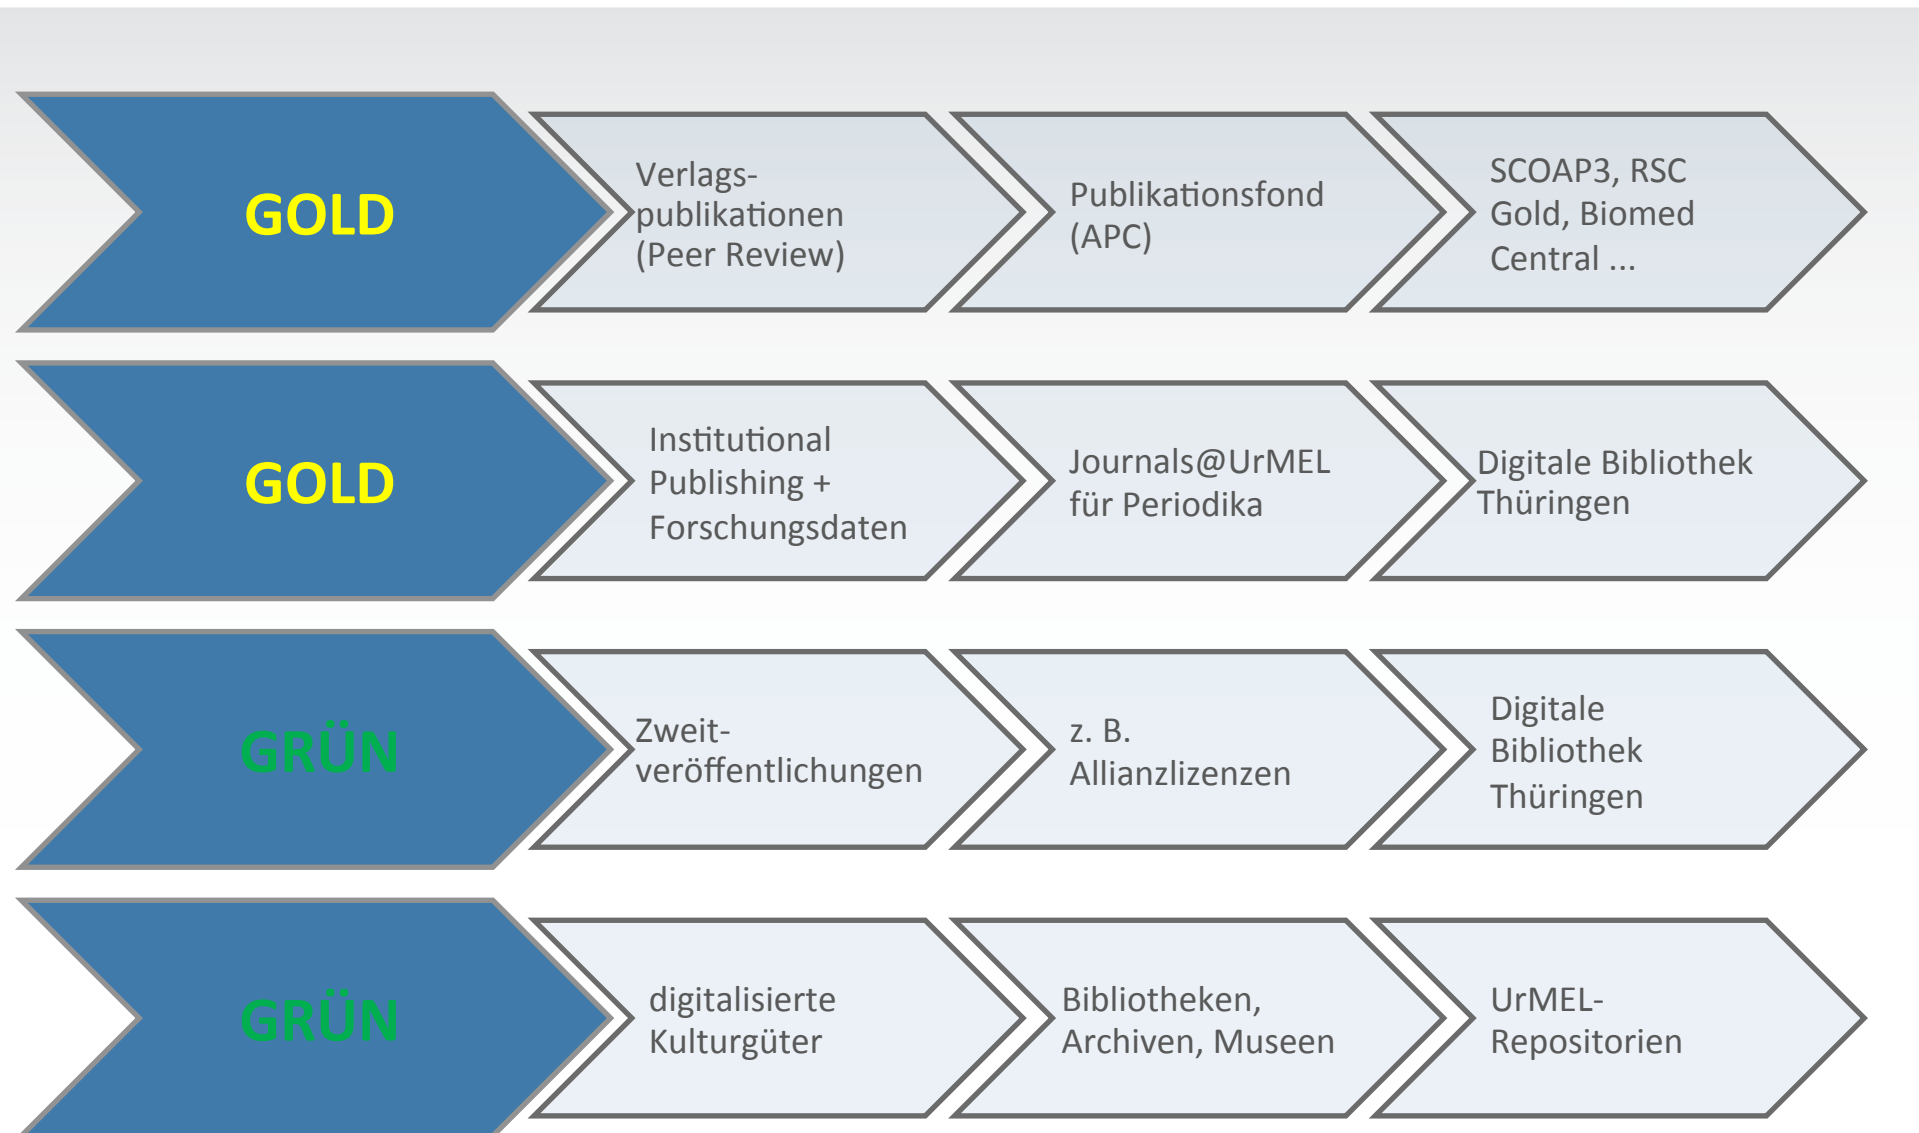 GOLD
Verlags-
publikationen
(Peer Review)
Publikationsfond
(APC)
SCOAP3, RSC
Gold, Biomed
Central ...
GOLD
Institutional
Publishing +
Forschungsdaten
Journals@UrMEL
für Periodika
Digitale Bibliothek
Thüringen
GRÜN
Zweit-
veröffentlichungen
z. B.
Allianzlizenzen
Digitale
Bibliothek
Thüringen
GRÜN
digitalisierte
Kulturgüter
Bibliotheken,
Archiven, Museen
UrMEL-
Repositorien